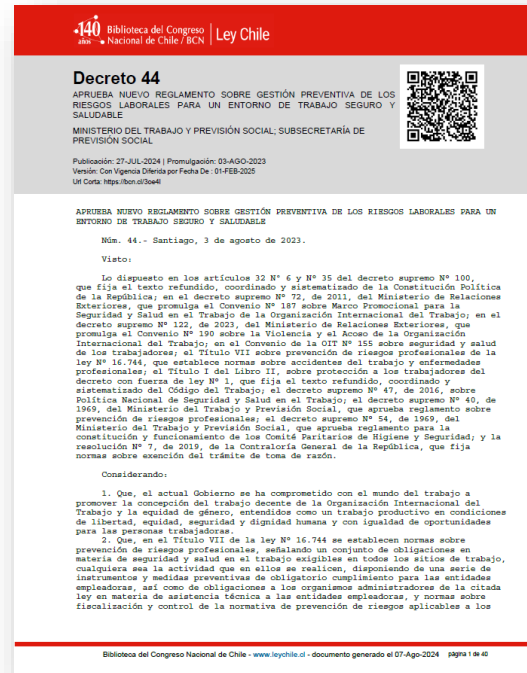 140 años
Biblioteca del Congreso
Nacional de Chile / BCN
Ley Chile
Decreto 44
APRUEBA NUEVO REGLAMENTO SOBRE GESTIÓN PREVENTIVA DE LOS
RIESGOS LABORALES PARA UN ENTORNO DE TRABAJO SEGURO Y
SALUDABLE
MINISTERIO DEL TRABAJO Y PREVISIÓN SOCIAL; SUBSECRETARÍA DE
PREVISIÓN SOCIAL
Publicación: 27-JUL-2024 | Promulgación: 03-AGO-2023
Versión: Con Vigencia Diferida por Fecha De : 01-FEB-2025
Url Corta: https://bcn.cl/3oe4l
APRUEBA NUEVO REGLAMENTO SOBRE GESTIÓN PREVENTIVA DE LOS RIESGOS LABORALES PARA UN
ENTORNO DE TRABAJO SEGURO Y SALUDABLE
Núm. 44.- Santiago, 3 de agosto de 2023.
Visto:
Lo dispuesto en los artículos 32 Nº 6 y Nº 35 del decreto supremo Nº 100,
que fija el texto refundido, coordinado y sistematizado de la Constitución Política
de la República; en el decreto supremo Nº 72, de 2011, del Ministerio de Relaciones
Exteriores, que promulga el Convenio Nº 187 sobre Marco Promocional para la
Seguridad y Salud en el Trabajo de la Organización Internacional del Trabajo; en el
decreto supremo Nº 122, de 2023, del Ministerio de Relaciones Exteriores, que
promulga el Convenio Nº 190 sobre la Violencia y el Acoso de la Organización
Internacional del Trabajo; en el Convenio de la OIT Nº 155 sobre seguridad y salud
de los trabajadores; el Título VII sobre prevención de riesgos profesionales de la
ley Nº 16.744, que establece normas sobre accidentes del trabajo y enfermedades
profesionales; el Título I del Libro II, sobre protección a los trabajadores del
decreto con fuerza de ley Nº 1, que fija el texto refundido, coordinado y
sistematizado del Código del Trabajo; el decreto supremo Nº 47, de 2016, sobre
Política Nacional de Seguridad y Salud en el Trabajo; el decreto supremo Nº 40, de
1969, del Ministerio del Trabajo y Previsión Social, que aprueba reglamento sobre
prevención de riesgos profesionales; el decreto supremo Nº 54, de 1969, del
Ministerio del Trabajo y Previsión Social, que aprueba reglamento para la
constitución y funcionamiento de los Comité Paritarios de Higiene y Seguridad; y la
resolución Nº 7, de 2019, de la Contraloría General de la República, que fija
normas sobre exención del trámite de toma de razón.
Considerando:
1. Que, el actual Gobierno se ha comprometido con el mundo del trabajo a
promover la concepción del trabajo decente de la Organización Internacional del
Trabajo y la equidad de género, entendidos como un trabajo productivo en condiciones
de libertad, equidad, seguridad y dignidad humana y con igualdad de oportunidades
para las personas trabajadoras.
2. Que, en el Título VII de la ley Nº 16.744 se establecen normas sobre
prevención de riesgos profesionales, señalando un conjunto de obligaciones en
materia de seguridad y salud en el trabajo exigibles en todos los sitios de trabajo,
cualquiera sea la actividad que en ellos se realicen, disponiendo de una serie de
instrumentos y medidas preventivas de obligatorio cumplimiento para las entidades
empleadoras, así como de obligaciones a los organismos administradores de la citada
ley en materia de asistencia técnica a las entidades empleadoras, y normas sobre
fiscalización y control de la normativa de prevención de riesgos aplicables a los
Biblioteca del Congreso Nacional de Chile - www.leychile.cl - documento generado el 07-Ago-2024 página 1 de 40